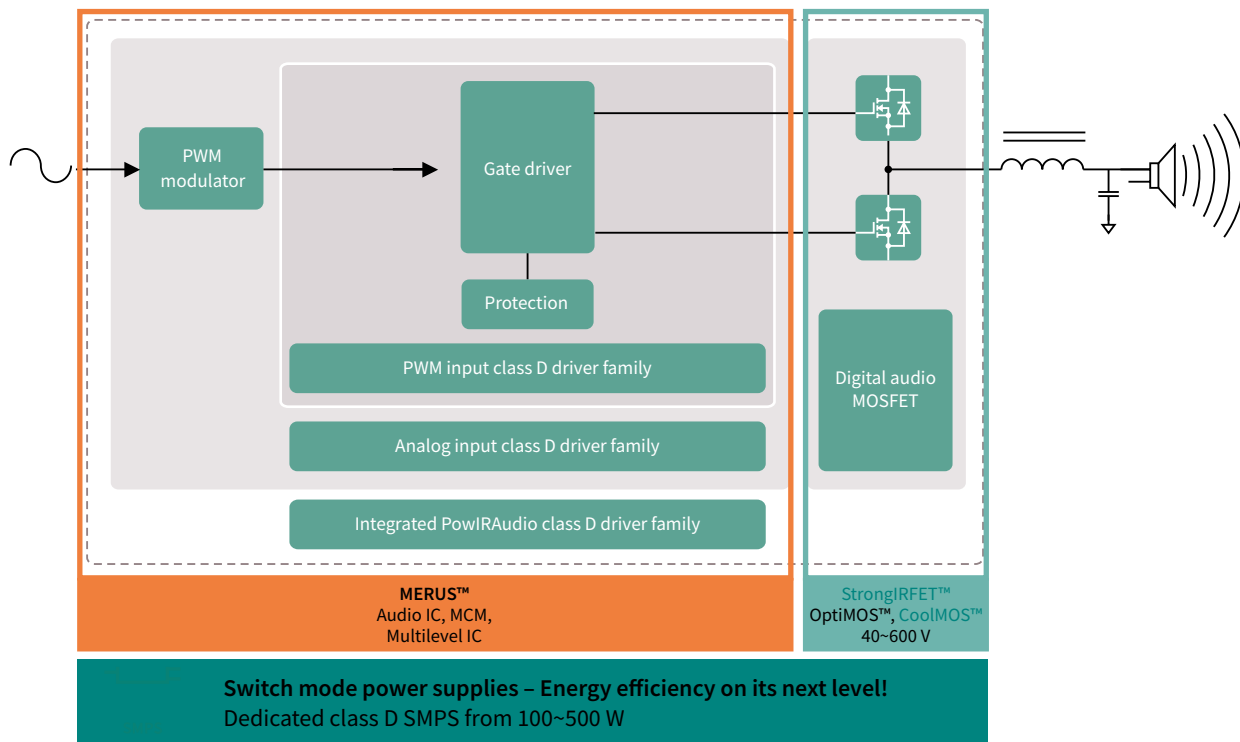 PWM
modulator
Gate driver
Protection
PWM input class D driver family
Analog input class D driver family
Integrated PowIRAudio class D driver family
Digital audio
MOSFET
MERUS™
Audio IC, MCM,
Multilevel IC
StrongIRFET™
OptiMOS™, CoolMOS™
40~600 V
Switch mode power supplies – Energy efficiency on its next level!
Dedicated class D SMPS from 100~500 W